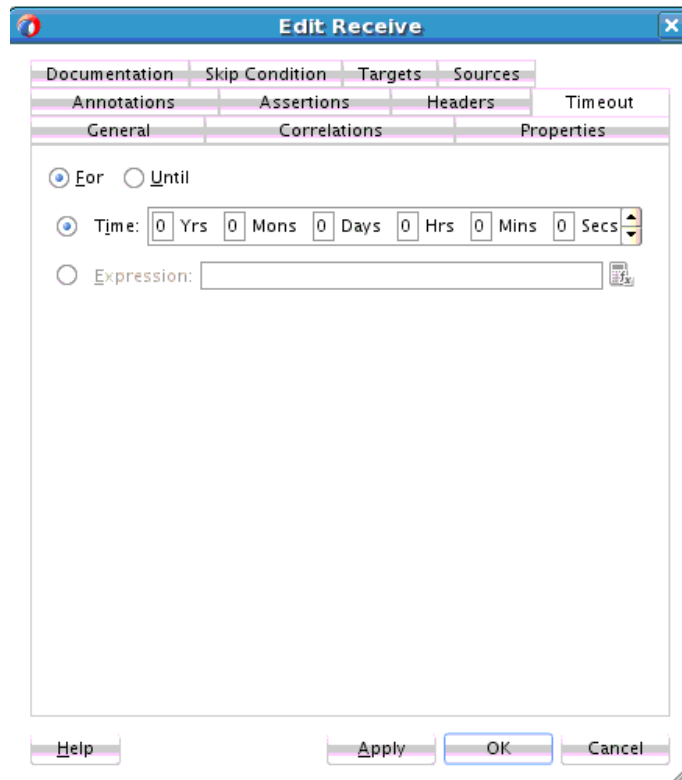 Edit Receive
Documentation Skip Condition Targets Sources
Annotations Assertions Headers Timeout
General Correlations Properties
For Until
Time: 0 Yrs 0 Mons 0 Days 0 Hrs 0 Mins 0 Secs
Expression:
Help Apply OK Cancel